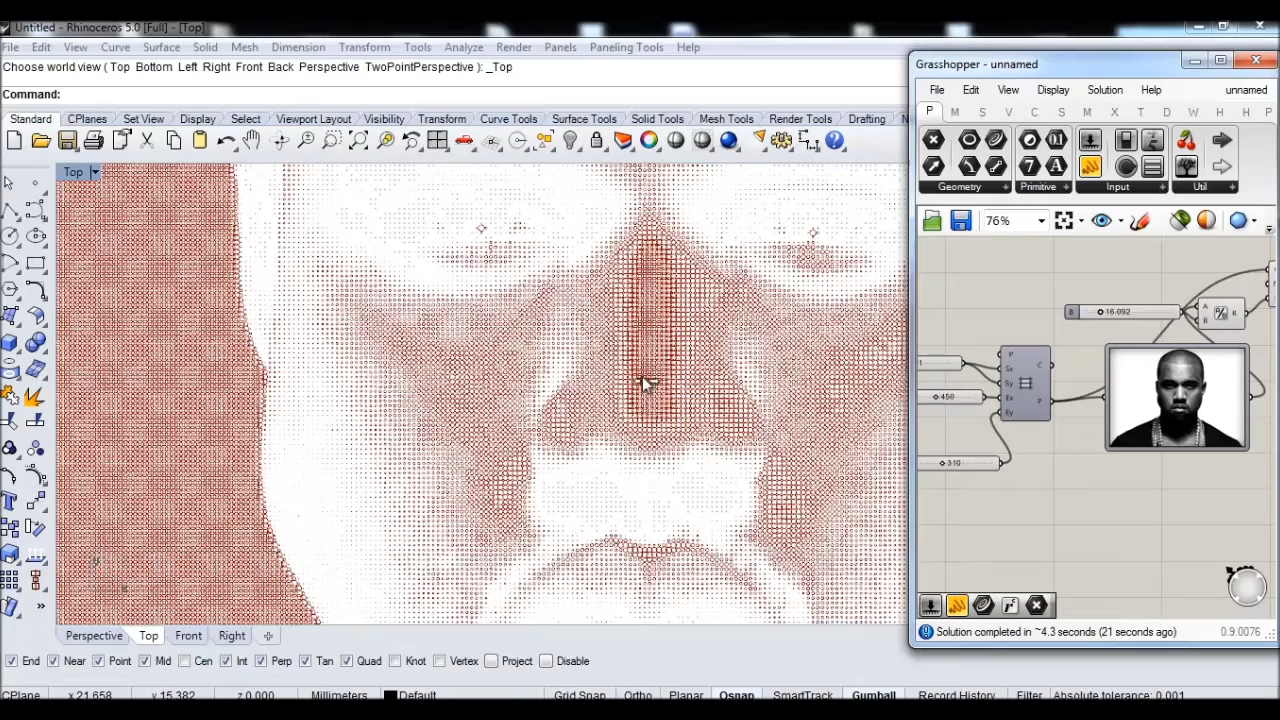 Untitled - Rhinoceros 5.0 [Full] - [Top]
File Edit View Curve Surface Solid Mesh Dimension Transform Tools Analyze Render Panels Paneling Tools Help
Choose world view ( Top Bottom Left Right Front Back Perspective TwoPointPerspective ): _Top
Command:
Standard CPlanes Set View Display Select Viewport Layout Visibility Transform Curve Tools Surface Tools Solid Tools Mesh Tools Render Tools Drafting
Top
Perspective Top Front Right
End Near Point Mid Cen Int Perp Tan Quad Knot Vertex Project Disable
CPlane x 21.658 y 15.382 z 0.000 Millimeters Default Grid Snap Ortho Planar Osnap SmartTrack Gumball Record History Filter Absolute tolerance: 0.001
Grasshopper - unnamed
File Edit View Display Solution Help unnamed
P M S V C S M X D T D W H H P
Geometry Primitive Input Util
76%
6 16.092 A B R
P Sx Sy Ex Ey C P
450
310
Solution completed in ~4.3 seconds (21 seconds ago) 0.9.0076